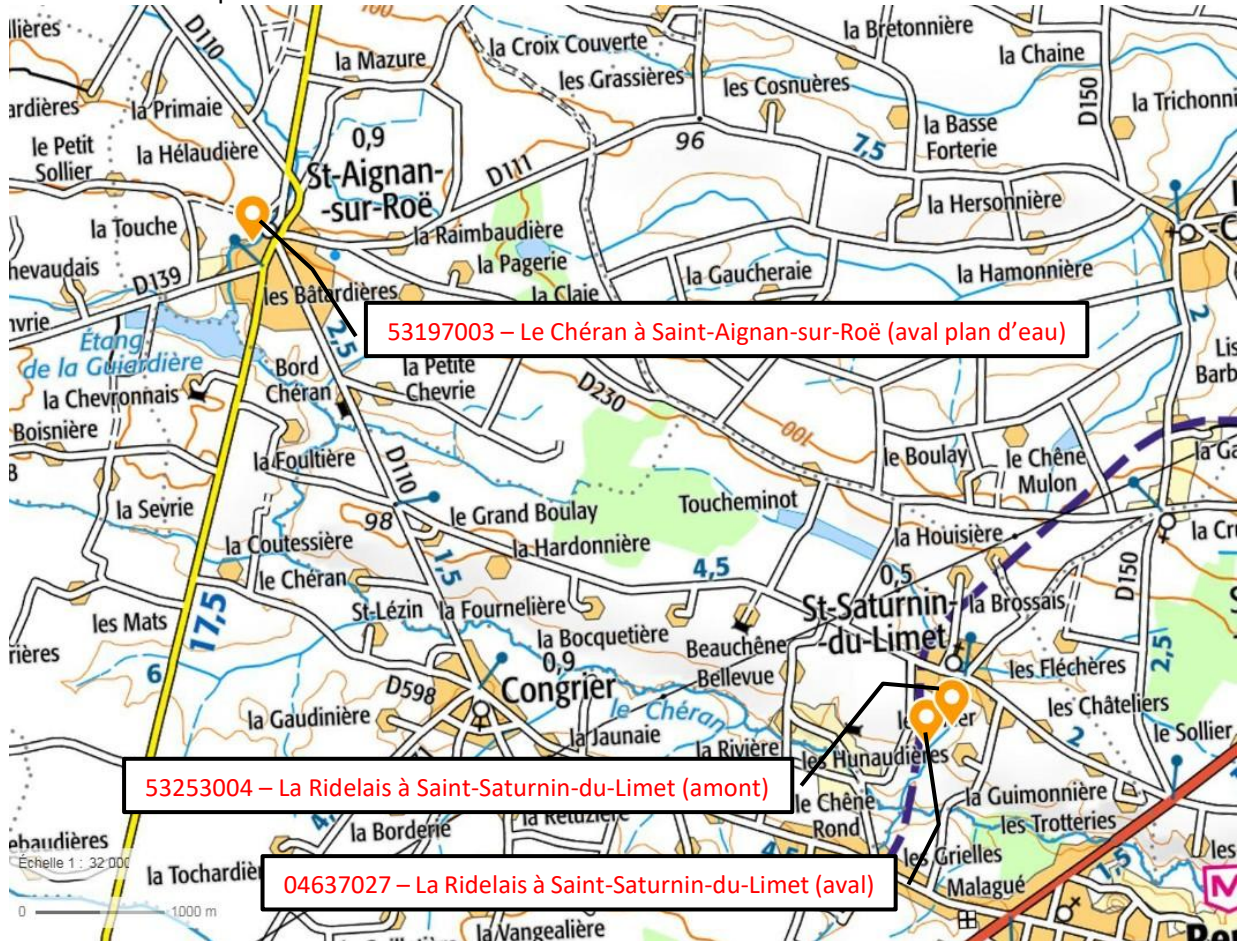 la Croix Couverte
la Bretonnière
D110
la Mazure
les Grassières
la Chaine
les Cosnuères
D150
la Primaie
la Basse
Forterie
le Petit
Sollier
la Hélaudière
0,9
96
7,5
St-Aignan-
-sur-Roë
D111
la Hersonnière
la Touche
la Raimbaudière
la Pagerie
la Gaucheraie
la Hamonnière
D139
les Bâtardières
la Claie
53197003 – Le Chéran à Saint-Aignan-sur-Roë (aval plan d'eau)
2
Étang
de la Guiardière
2,5
Bord
Chéran
la Petite
Chevrie
D230
la Chevronnais
100
Boisnière
la Foultière
D110
le Boulay
le Chêne
Mulon
la Sevrie
98
le Grand Boulay
Toucheminot
la Coutessière
la Hardonnière
la Houisière
le Chéran
1,5
4,5
0,5
D150
les Mats
17,5
St-Lézin
la Fournelière
St-Saturnin-
-du-Limet
la Brossais
la Bocquetière
Beauchêne
2,5
6
0,9
Bellevue
les Fléchères
D598
Congrier
la Gaudinière
le Chéran
les Châteliers
la Jaunaie
la Rivière
les Hunaudières
2
le Sollier
53253004 – La Ridelais à Saint-Saturnin-du-Limet (amont)
le Chêne
Rond
la Guimonnière
la Borderie
les Trotteries
Échelle 1 : 32 000
les Grielles
1,5
04637027 – La Ridelais à Saint-Saturnin-du-Limet (aval)
Malagué
0
1000 m
la Vangealière